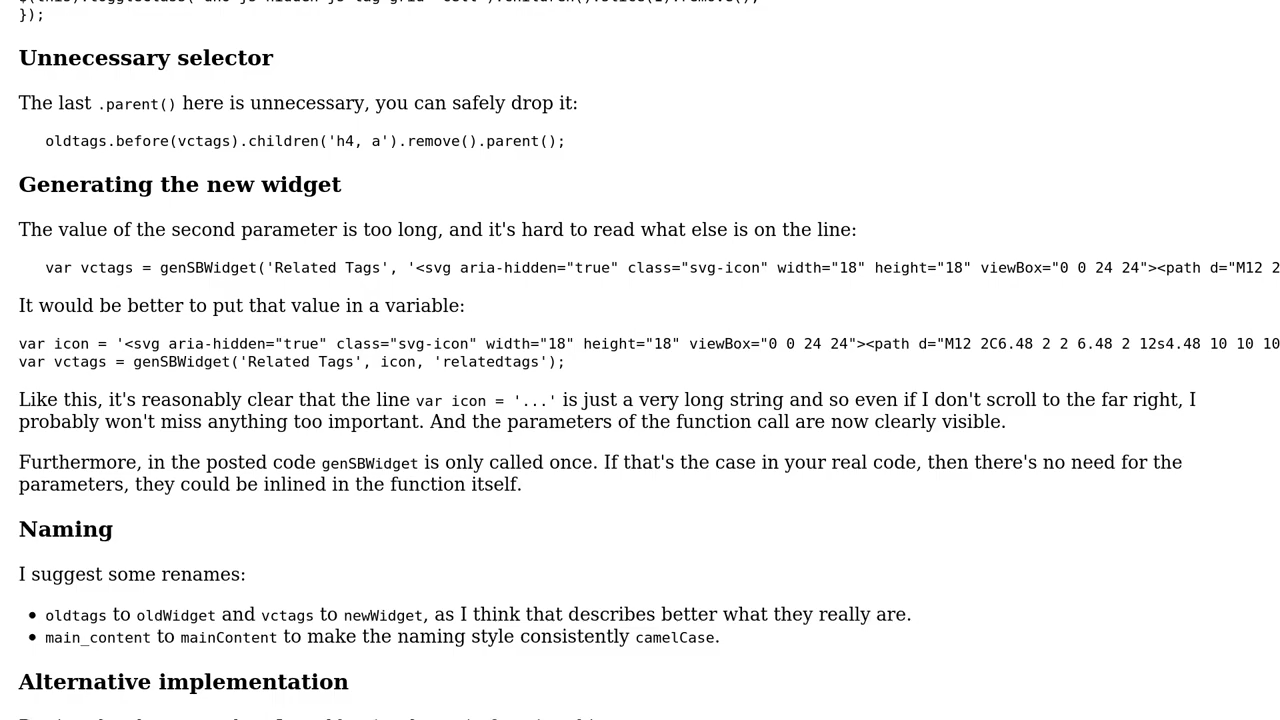 });
Unnecessary selector
The last .parent() here is unnecessary, you can safely drop it:
oldtags.before(vctags).children('h4, a').remove().parent();
Generating the new widget
The value of the second parameter is too long, and it's hard to read what else is on the line:
var vctags = genSBWidget('Related Tags', '<svg aria-hidden="true" class="svg-icon" width="18" height="18" viewBox="0 0 24 24"><path d="M12 2
It would be better to put that value in a variable:
var icon = '<svg aria-hidden="true" class="svg-icon" width="18" height="18" viewBox="0 0 24 24"><path d="M12 2C6.48 2 2 6.48 2 12s4.48 10 10 10
var vctags = genSBWidget('Related Tags', icon, 'relatedtags');
Like this, it's reasonably clear that the line var icon = '...' is just a very long string and so even if I don't scroll to the far right, I
probably won't miss anything too important. And the parameters of the function call are now clearly visible.
Furthermore, in the posted code genSBWidget is only called once. If that's the case in your real code, then there's no need for the
parameters, they could be inlined in the function itself.
Naming
I suggest some renames:
• oldtags to oldWidget and vctags to newWidget, as I think that describes better what they really are.
• main_content to mainContent to make the naming style consistently camelCase.
Alternative implementation